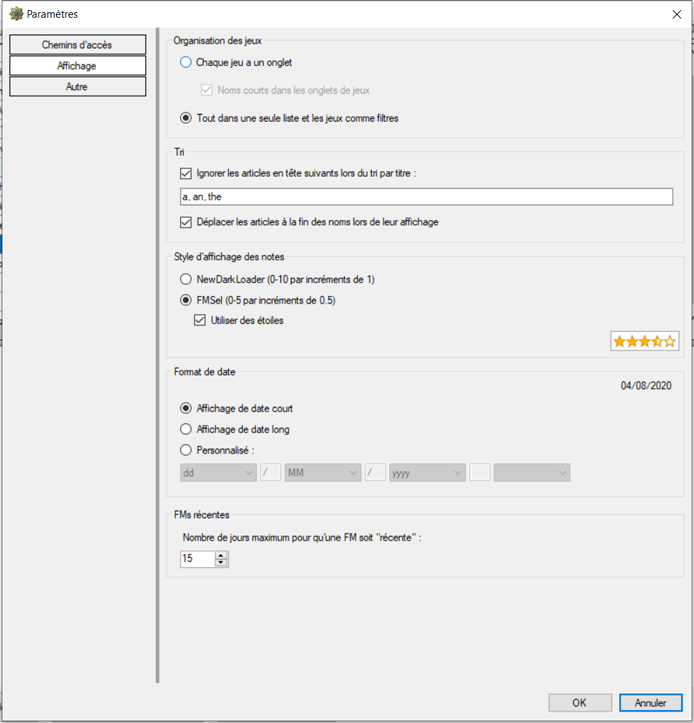 Paramètres
Chemins d'accès
Affichage
Autre
Organisation des jeux
Chaque jeu a un onglet
Noms courts dans les onglets de jeux
Tout dans une seule liste et les jeux comme filtres
Tri
Ignorer les articles en tête suivants lors du tri par titre :
a, an, the
Déplacer les articles à la fin des noms lors de leur affichage
Style d'affichage des notes
NewDarkLoader (0-10 par incréments de 1)
FMSel (0-5 par incréments de 0.5)
Utiliser des étoiles
Format de date
04/08/2020
Affichage de date court
Affichage de date long
Personnalisé :
dd / MM / yyyy
FMs récentes
Nombre de jours maximum pour qu'une FM soit "récente" :
15
OK Annuler